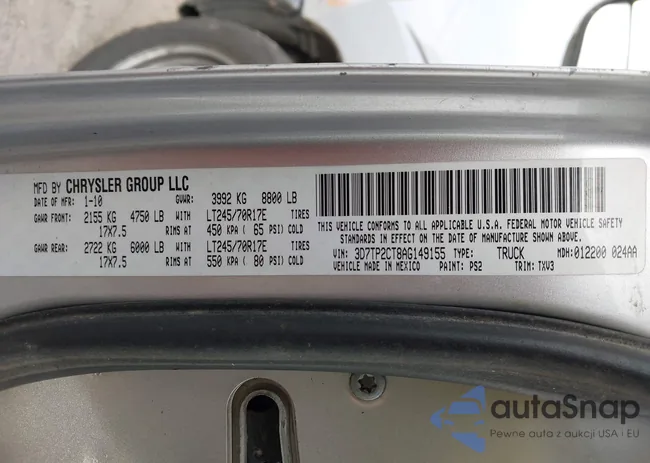 MFD BY CHRYSLER GROUP LLC
DATE OF MFR: 1-10 GVWR: 3992 KG 8800 LB
GAWR FRONT: 2155 KG 4750 LB WITH LT245/70R17E TIRES
17X7.5 RIMS AT 450 KPA ( 65 PSI) COLD
GAWR REAR: 2722 KG 6000 LB WITH LT245/70R17E TIRES
17X7.5 RIMS AT 550 KPA ( 80 PSI) COLD
THIS VEHICLE CONFORMS TO ALL APPLICABLE U.S.A. FEDERAL MOTOR VEHICLE SAFETY
STANDARDS IN EFFECT ON THE DATE OF MANUFACTURE SHOWN ABOVE.
VIN: 3D7TP2CT8AG149155 TYPE: TRUCK MDH: 012200 024AA
VEHICLE MADE IN MEXICO PAINT: PS2 TRIM: TXV3
autaSnap
Pewne auta z aukcji USA i EU